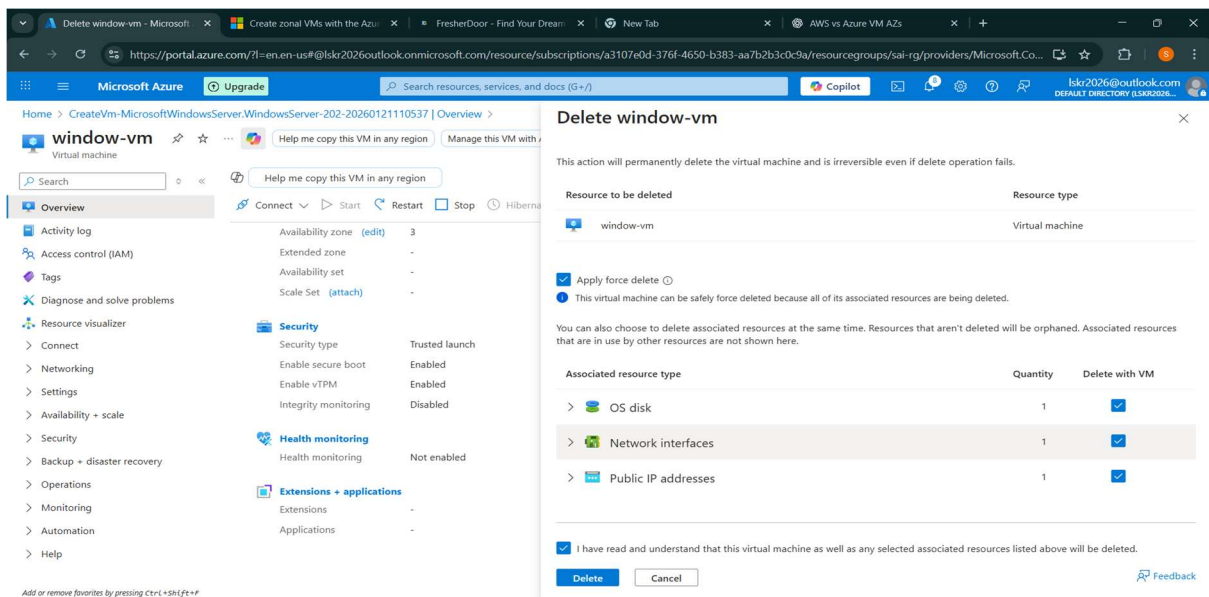 Delete window-vm - Microsoft
Create zonal VMs with the Azu
FresherDoor - Find Your Dream
New Tab
AWS vs Azure VM AZs
https://portal.azure.com/?l=en.en-us#@lskr2026outlook.onmicrosoft.com/resource/subscriptions/a3107e0d-376f-4650-b383-aa7b2b3c0c9a/resourcegroups/sai-rg/providers/Microsoft.Co...
S
Microsoft Azure
Upgrade
Search resources, services, and docs (G+/)
Copilot
8
lskr2026@outlook.com
DEFAULT DIRECTORY (LSKR2026...
Home > CreateVm-MicrosoftWindowsServer.WindowsServer-202-20260121110537 | Overview >
window-vm
Virtual machine
...
Help me copy this VM in any region
Manage this VM with
Search
Help me copy this VM in any region
Connect
Start
Restart
Stop
Hiberna
Overview
Activity log
Access control (IAM)
Tags
Diagnose and solve problems
Resource visualizer
Connect
Networking
Settings
Availability + scale
Security
Backup + disaster recovery
Operations
Monitoring
Automation
Help
Add or remove favorites by pressing Ctrl+Shift+F
Availability zone (edit) 3
Extended zone -
Availability set -
Scale Set (attach) -
Security
Security type Trusted launch
Enable secure boot Enabled
Enable vTPM Enabled
Integrity monitoring Disabled
Health monitoring
Health monitoring Not enabled
Extensions + applications
Extensions -
Applications -
Delete window-vm
This action will permanently delete the virtual machine and is irreversible even if delete operation fails.
Resource to be deleted Resource type
window-vm Virtual machine
Apply force delete
This virtual machine can be safely force deleted because all of its associated resources are being deleted.
You can also choose to delete associated resources at the same time. Resources that aren't deleted will be orphaned. Associated resources
that are in use by other resources are not shown here.
Associated resource type Quantity Delete with VM
OS disk 1
Network interfaces 1
Public IP addresses 1
I have read and understand that this virtual machine as well as any selected associated resources listed above will be deleted.
Delete
Cancel
Feedback